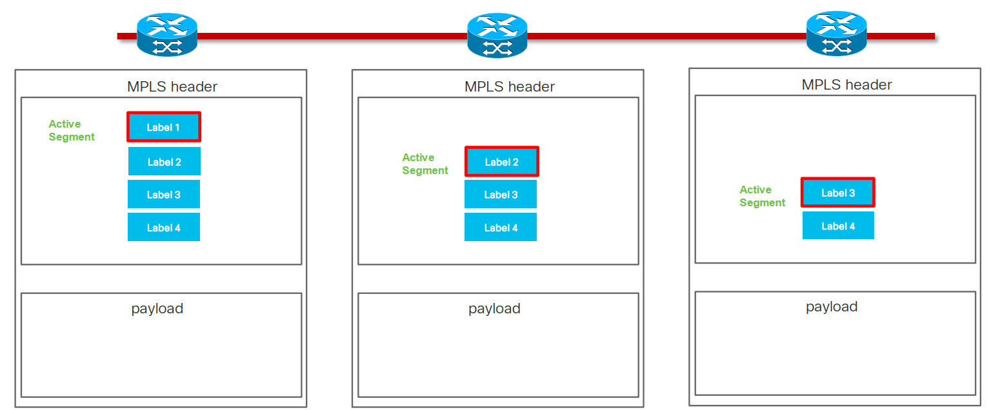 MPLS header
Active
Segment
Label 1
Label 2
Label 3
Label 4
payload
MPLS header
Active
Segment
Label 2
Label 3
Label 4
payload
MPLS header
Active
Segment
Label 3
Label 4
payload